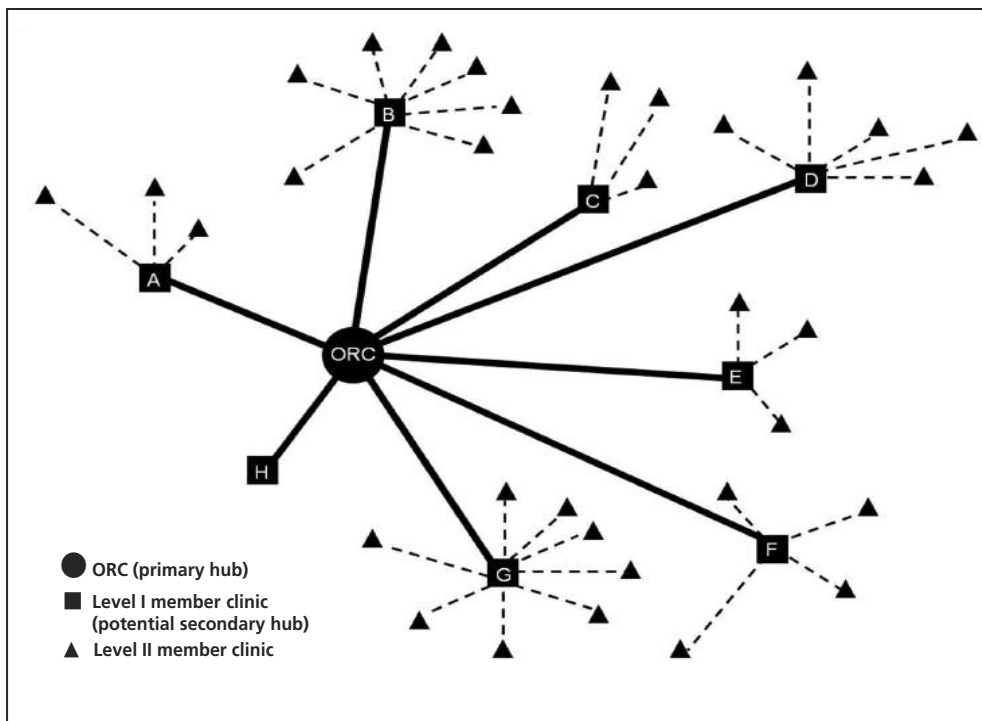 B
D
C
A
ORC
E
H
F
G
ORC (primary hub)
Level I member clinic
(potential secondary hub)
Level II member clinic